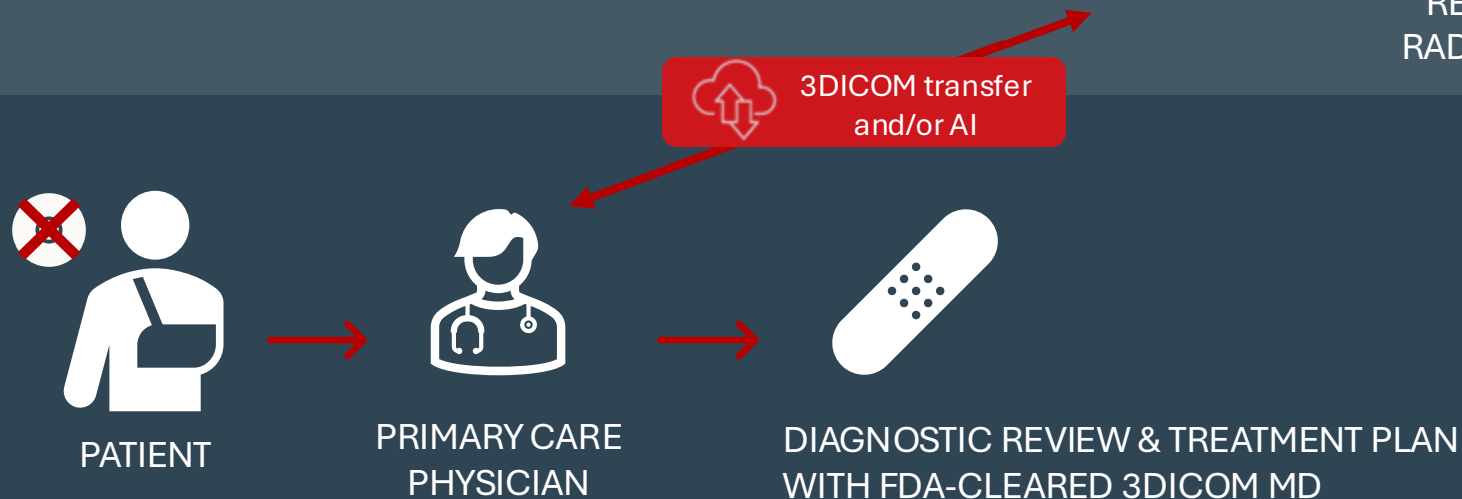 3DICOM transfer
and/or AI
PATIENT
PRIMARY CARE
PHYSICIAN
DIAGNOSTIC REVIEW & TREATMENT PLAN
WITH FDA-CLEARED 3DICOM MD